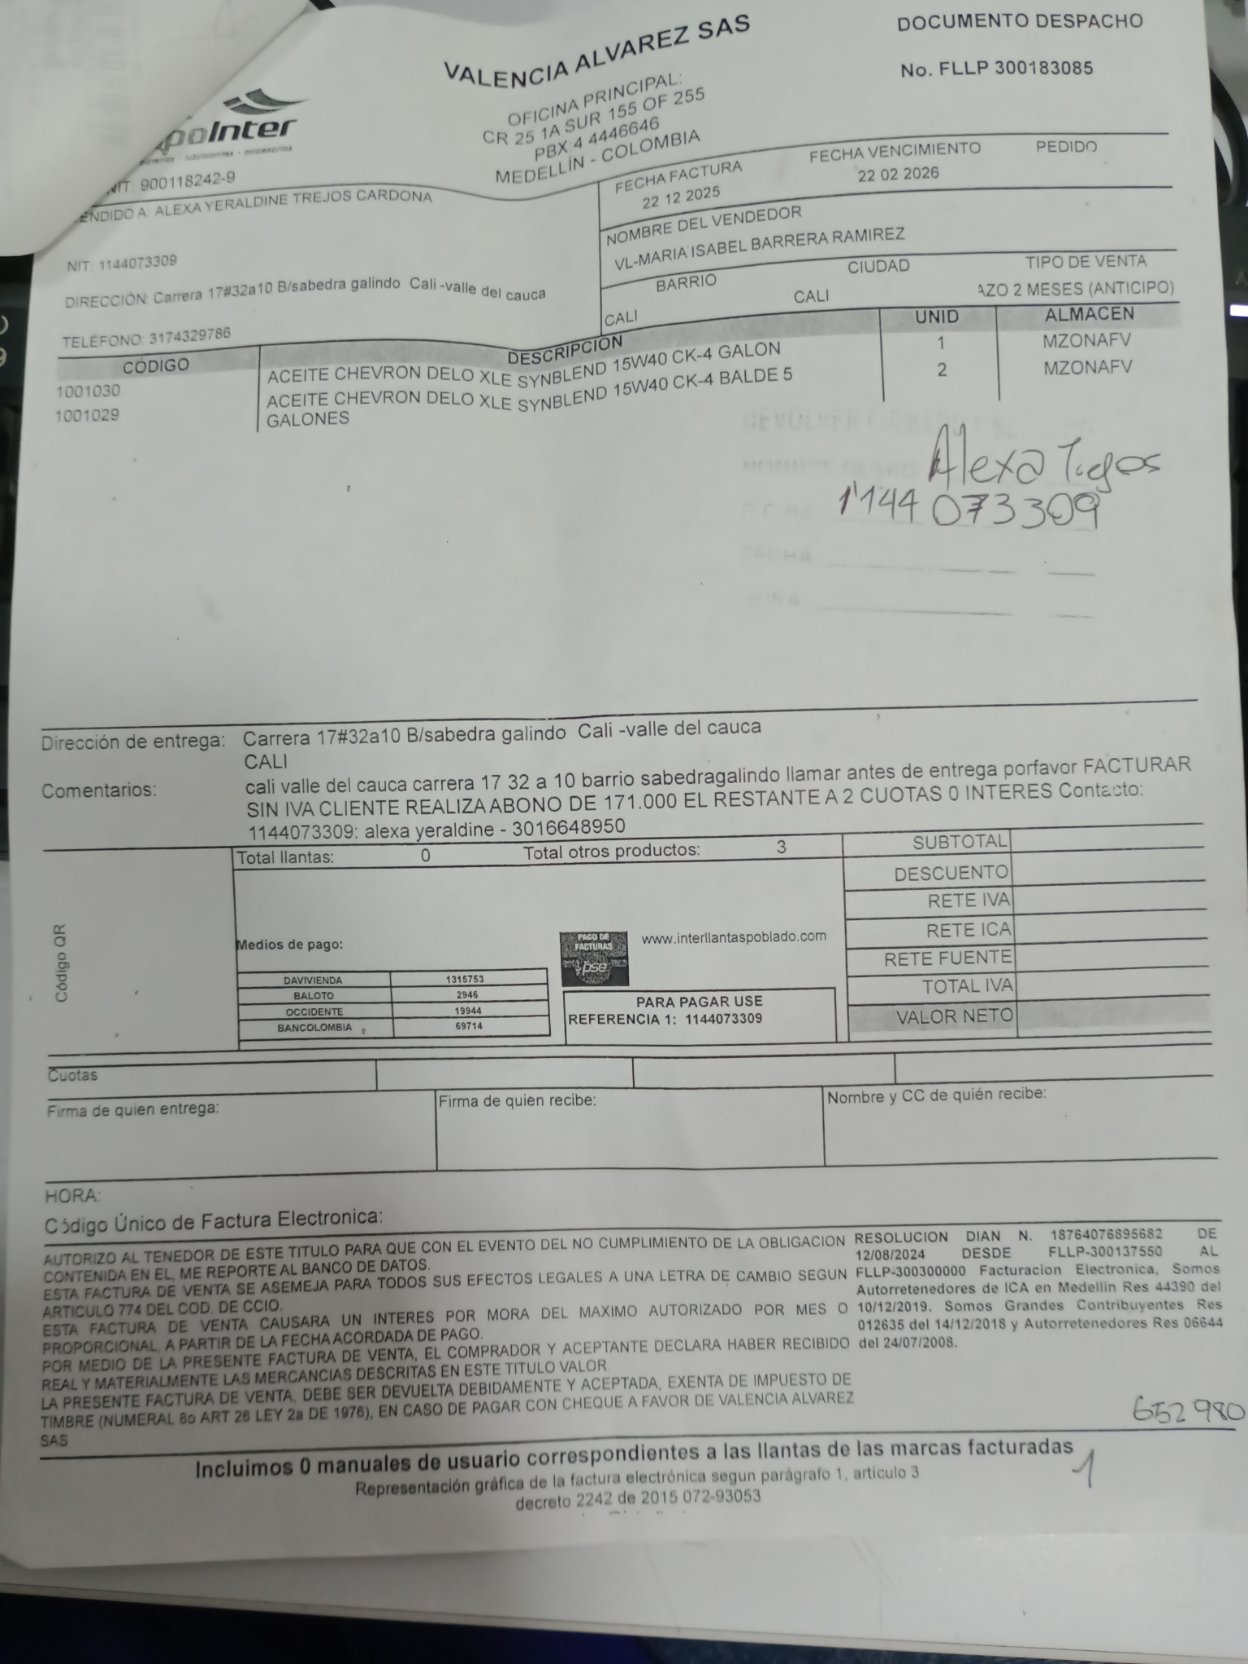 VALENCIA ALVAREZ SAS
OFICINA PRINCIPAL:
CR 25 1A SUR 155 OF 255
PBX 4 4446646
MEDELLÍN - COLOMBIA
DOCUMENTO DESPACHO
No. FLLP 300183085
poInter
lubricantes - accesorios
NIT: 900118242-9
ENDIDO A: ALEXA YERALDINE TREJOS CARDONA
NIT: 1144073309
DIRECCIÓN: Carrera 17#32a10 B/sabedra galindo Cali -valle del cauca
TELÉFONO: 3174329786
FECHA FACTURA
22 12 2025
FECHA VENCIMIENTO
22 02 2026
PEDIDO
NOMBRE DEL VENDEDOR
VL-MARIA ISABEL BARRERA RAMIREZ
BARRIO CIUDAD TIPO DE VENTA
CALI CALI AZO 2 MESES (ANTICIPO)
CÓDIGO DESCRIPCIÓN UNID ALMACEN
1001030 ACEITE CHEVRON DELO XLE SYNBLEND 15W40 CK-4 GALON 1 MZONAFV
1001029 ACEITE CHEVRON DELO XLE SYNBLEND 15W40 CK-4 BALDE 5 2 MZONAFV
GALONES
Alexa Trejos
1'144 073309
Dirección de entrega: Carrera 17#32a10 B/sabedra galindo Cali -valle del cauca
CALI
Comentarios: cali valle del cauca carrera 17 32 a 10 barrio sabedragalindo llamar antes de entrega porfavor FACTURAR
SIN IVA CLIENTE REALIZA ABONO DE 171.000 EL RESTANTE A 2 CUOTAS 0 INTERES Contacto:
1144073309: alexa yeraldine - 3016648950
Total llantas: 0 Total otros productos: 3
Código QR
Medios de pago:
DAVIVIENDA 1315753
BALOTO 2946
OCCIDENTE 19944
BANCOLOMBIA 69714
PAGO DE
FACTURAS
pse
www.interllantaspoblado.com
PARA PAGAR USE
REFERENCIA 1: 1144073309
SUBTOTAL
DESCUENTO
RETE IVA
RETE ICA
RETE FUENTE
TOTAL IVA
VALOR NETO
Cuotas
Firma de quien entrega: Firma de quien recibe: Nombre y CC de quién recibe:
HORA:
Código Único de Factura Electronica:
AUTORIZO AL TENEDOR DE ESTE TITULO PARA QUE CON EL EVENTO DEL NO CUMPLIMIENTO DE LA OBLIGACION
CONTENIDA EN EL, ME REPORTE AL BANCO DE DATOS.
ESTA FACTURA DE VENTA SE ASEMEJA PARA TODOS SUS EFECTOS LEGALES A UNA LETRA DE CAMBIO SEGUN
ARTICULO 774 DEL COD. DE CCIO.
ESTA FACTURA DE VENTA CAUSARA UN INTERES POR MORA DEL MAXIMO AUTORIZADO POR MES O
PROPORCIONAL, A PARTIR DE LA FECHA ACORDADA DE PAGO.
POR MEDIO DE LA PRESENTE FACTURA DE VENTA, EL COMPRADOR Y ACEPTANTE DECLARA HABER RECIBIDO
REAL Y MATERIALMENTE LAS MERCANCIAS DESCRITAS EN ESTE TITULO VALOR.
LA PRESENTE FACTURA DE VENTA, DEBE SER DEVUELTA DEBIDAMENTE Y ACEPTADA, EXENTA DE IMPUESTO DE
TIMBRE (NUMERAL 8o ART 26 LEY 2a DE 1976), EN CASO DE PAGAR CON CHEQUE A FAVOR DE VALENCIA ALVAREZ
SAS
RESOLUCION DIAN N. 18764076895682 DE
12/08/2024 DESDE FLLP-300137550 AL
FLLP-300300000 Facturacion Electronica, Somos
Autorretenedores de ICA en Medellin Res 44390 del
10/12/2019. Somos Grandes Contribuyentes Res
012635 del 14/12/2018 y Autorretenedores Res 06644
del 24/07/2008.
652980
Incluimos 0 manuales de usuario correspondientes a las llantas de las marcas facturadas
1
Representación gráfica de la factura electrónica segun parágrafo 1, articulo 3
decreto 2242 de 2015 072-93053